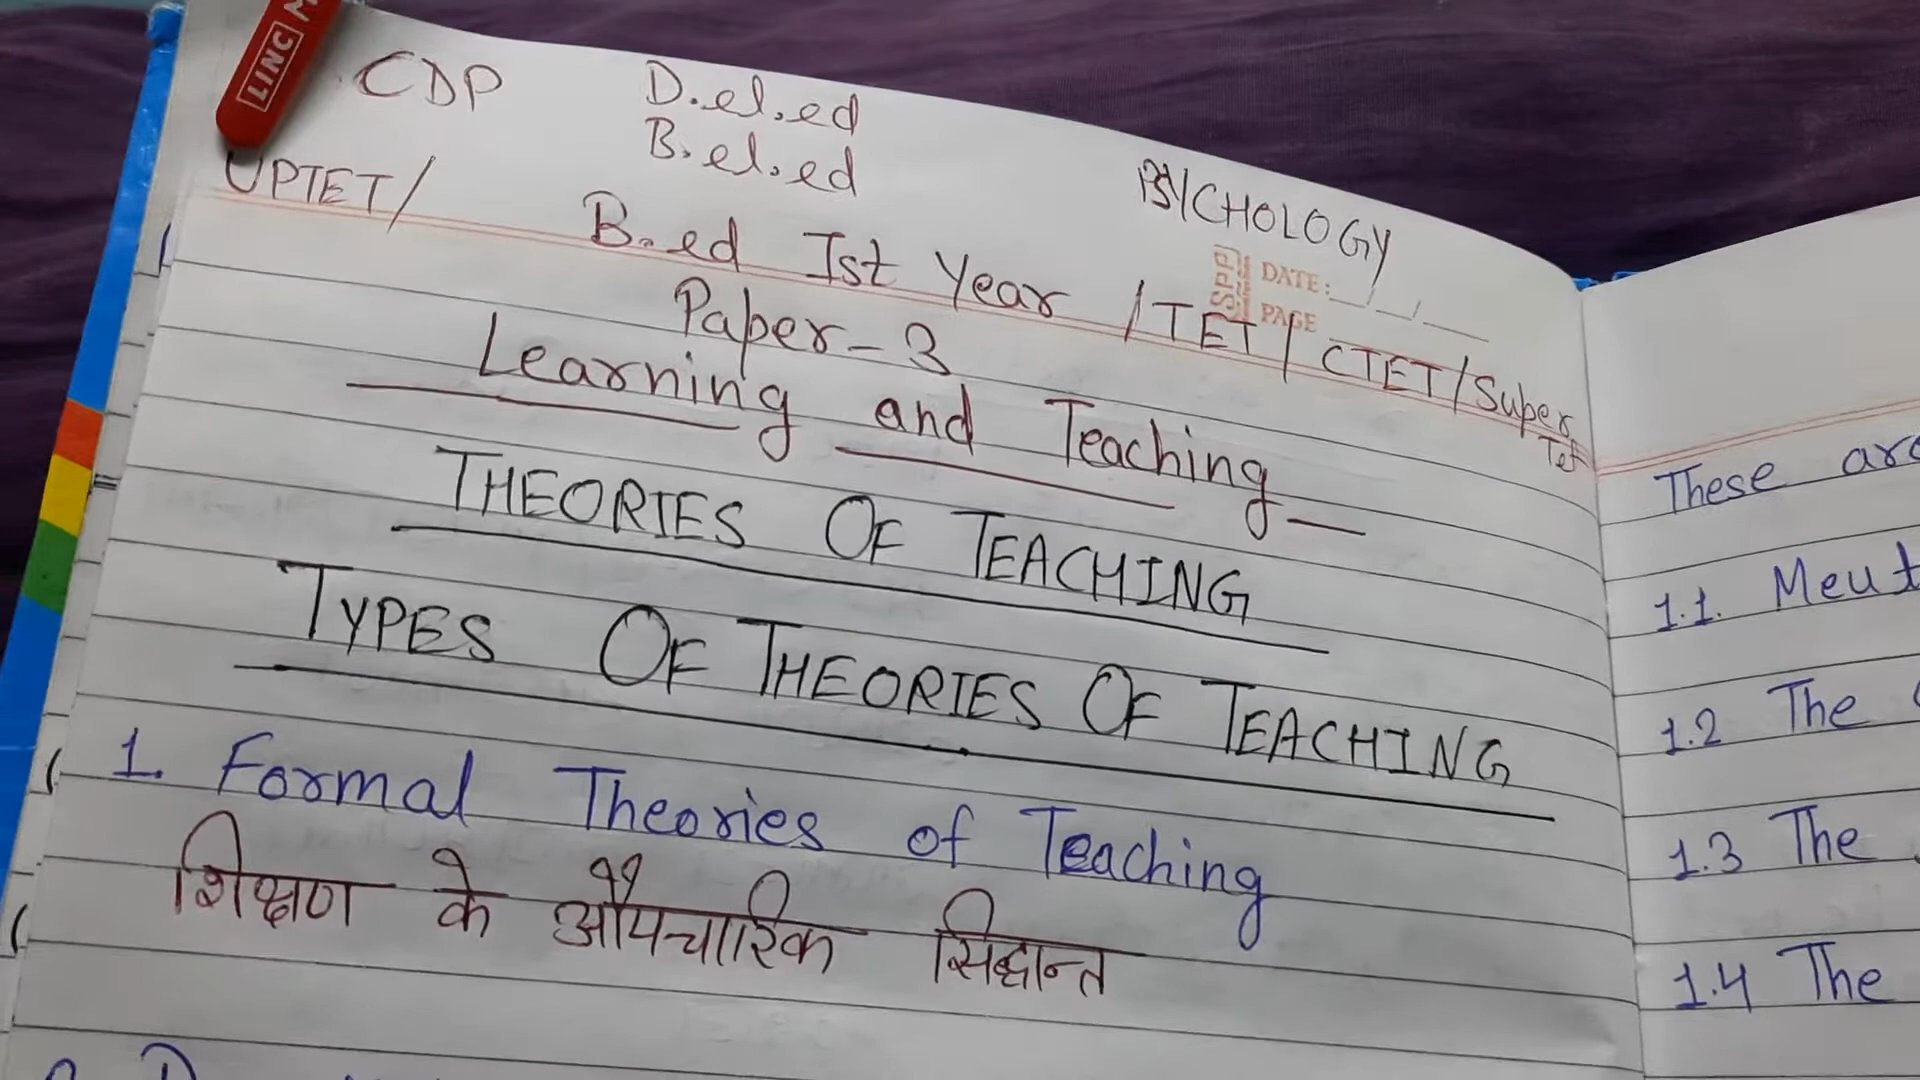 LINC
CDP
D.el.ed
B.el.ed
UPTET/
PSYCHOLOGY
B.ed Ist Year /TET/ CTET/Super Tet
DATE:
PAGE
Paper-3
Learning and Teaching
THEORIES OF TEACHING
TYPES OF THEORIES OF TEACHING
1. Formal Theories of Teaching
शिक्षण के औपचारिक सिद्धान्त
These are
1.1.
1.2 The
1.3 The
1.4 The